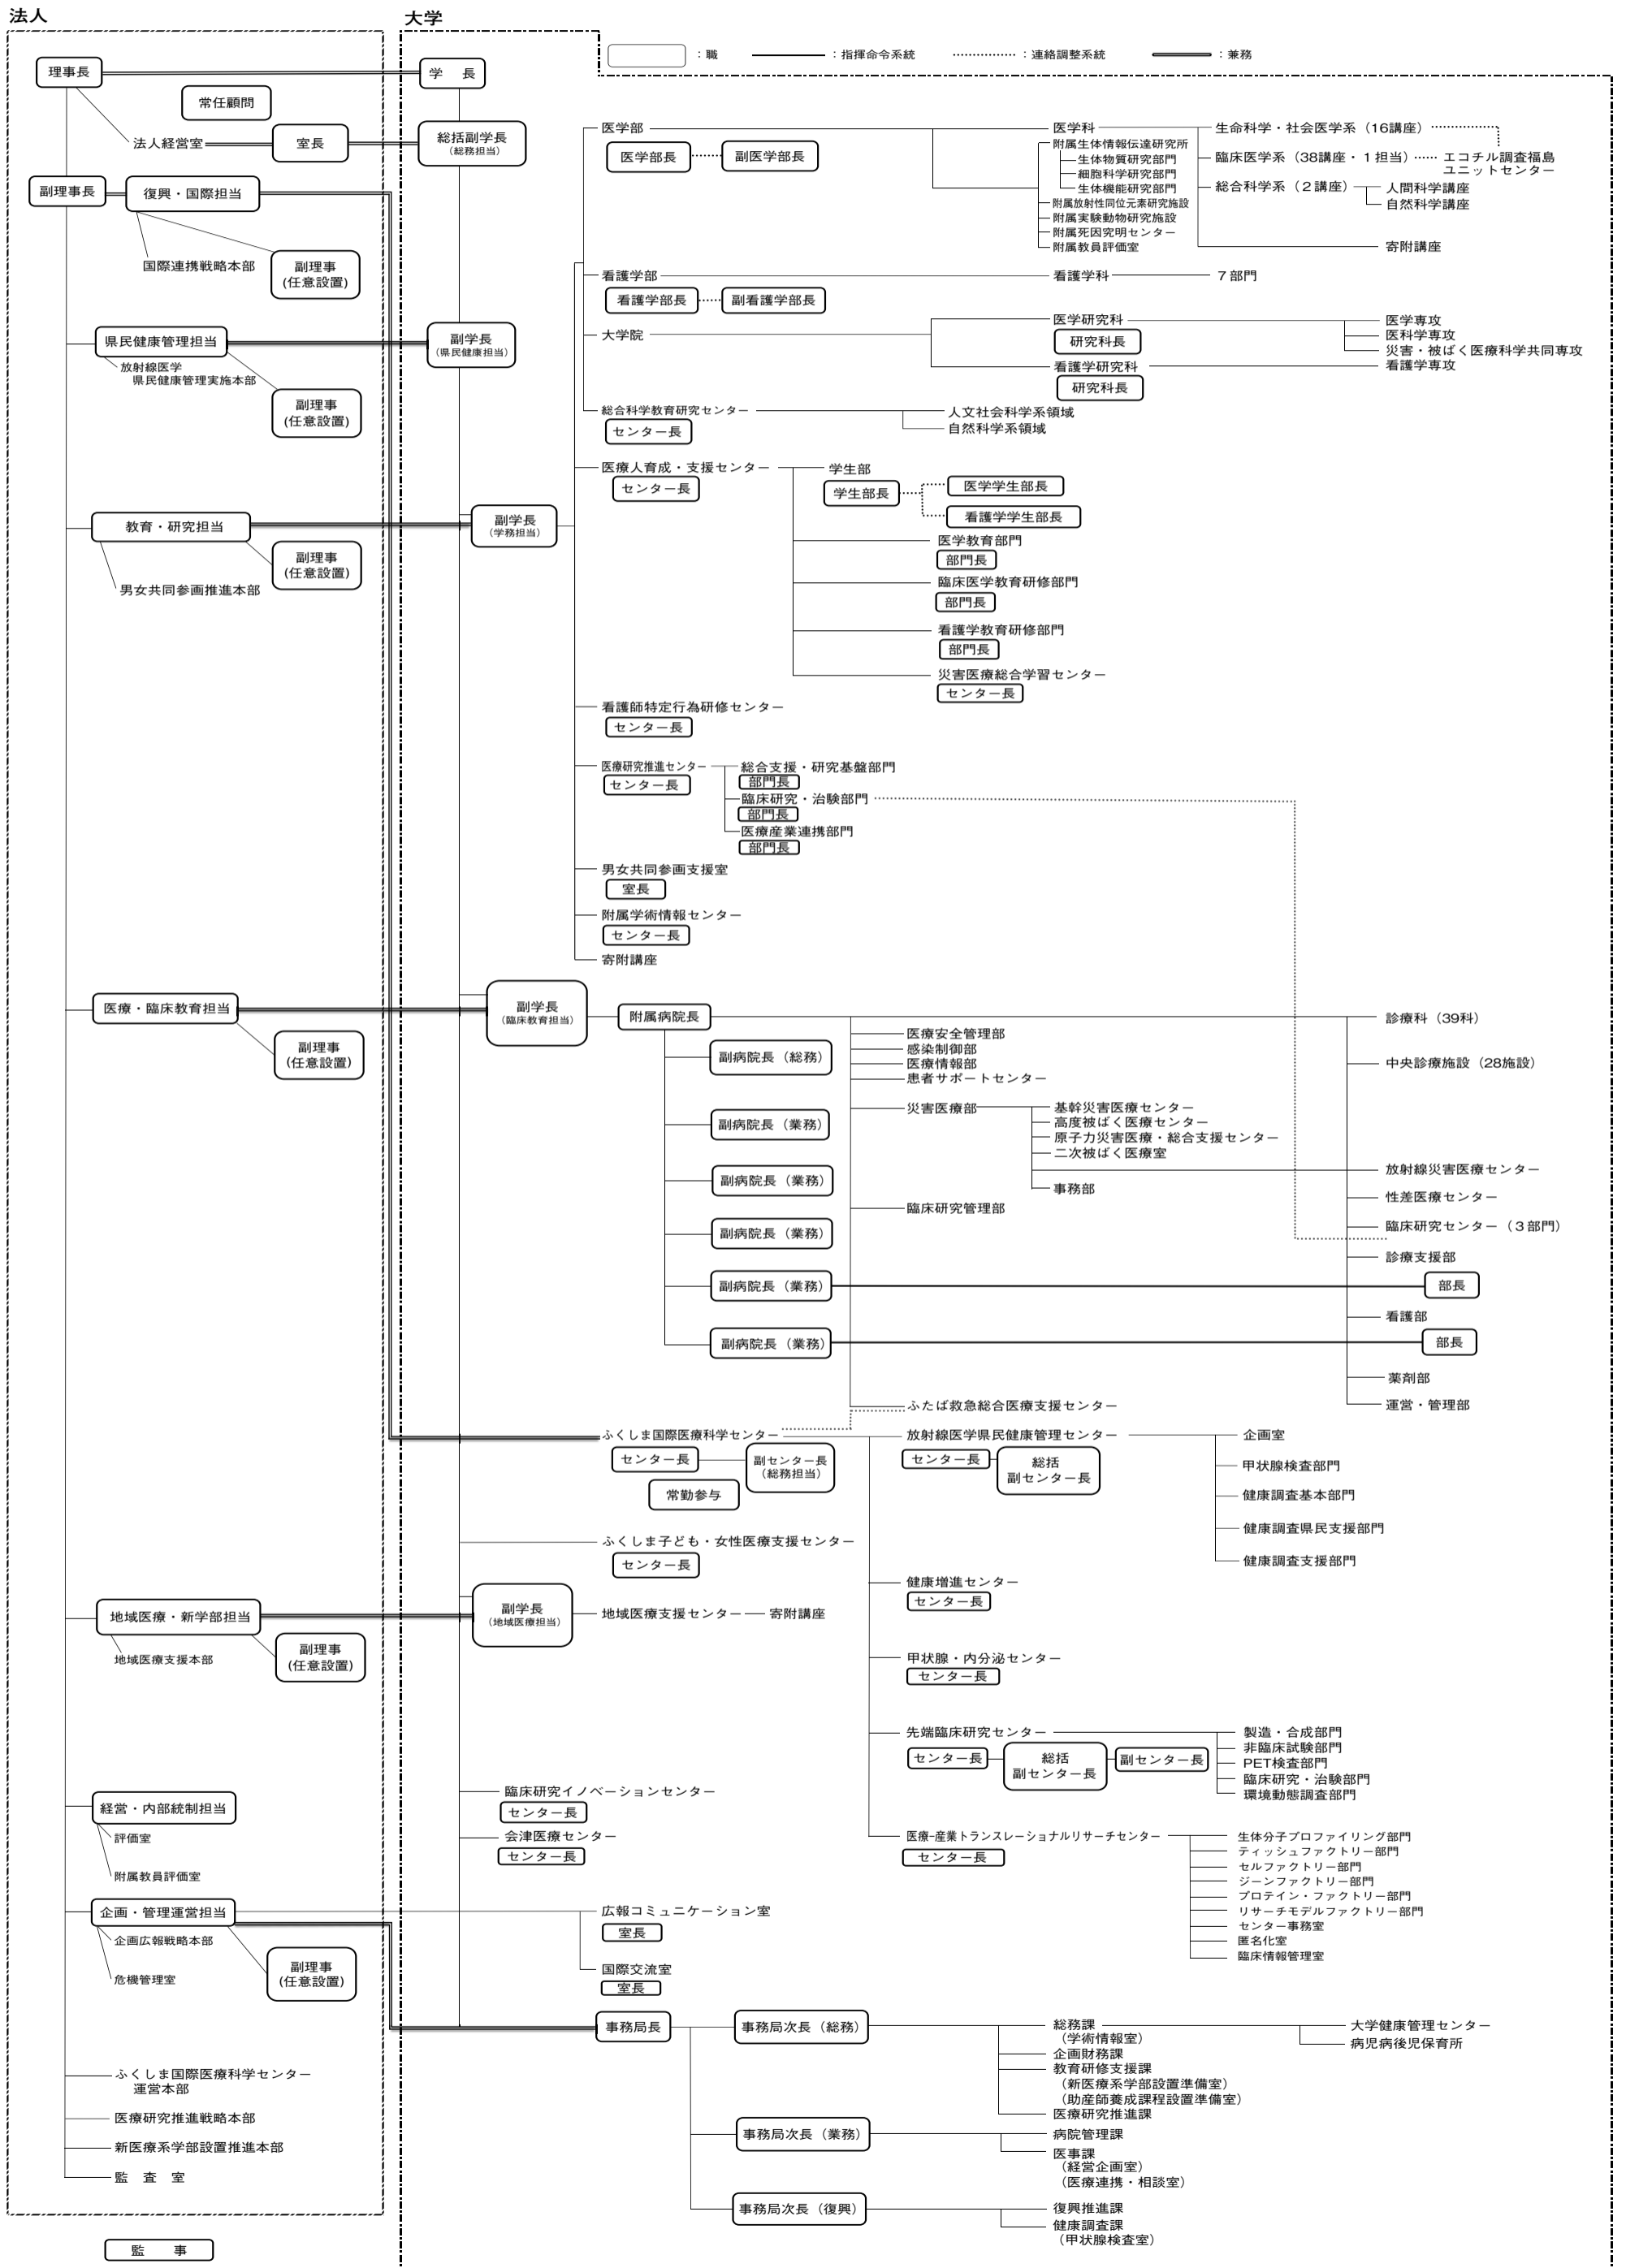 法人
大学
：職
：指揮命令系統
：連絡調整系統
：兼務
理事長
常任顧問
法人経営室
室長
副理事長
復興・国際担当
国際連携戦略本部
副理事
(任意設置)
県民健康管理担当
放射線医学
県民健康管理実施本部
副理事
(任意設置)
教育・研究担当
副理事
(任意設置)
男女共同参画推進本部
医療・臨床教育担当
副理事
(任意設置)
地域医療・新学部担当
地域医療支援本部
副理事
(任意設置)
経営・内部統制担当
評価室
附属教員評価室
企画・管理運営担当
企画広報戦略本部
危機管理室
副理事
(任意設置)
ふくしま国際医療科学センター
運営本部
医療研究推進戦略本部
新医療系学部設置推進本部
監　査　室
監　　事
学　長
総括副学長
（総務担当）
副学長
（県民健康担当）
副学長
（学務担当）
副学長
（臨床教育担当）
副学長
（地域医療担当）
医学部
医学部長
副医学部長
医学科
附属生体情報伝達研究所
生体物質研究部門
細胞科学研究部門
生体機能研究部門
附属放射性同位元素研究施設
附属実験動物研究施設
附属死因究明センター
附属教員評価室
生命科学・社会医学系（16講座）
臨床医学系（38講座・１担当）
エコチル調査福島
ユニットセンター
総合科学系（２講座）
人間科学講座
自然科学講座
寄附講座
看護学部
看護学部長
副看護学部長
看護学科
７部門
大学院
医学研究科
研究科長
医学専攻
医科学専攻
災害・被ばく医療科学共同専攻
看護学研究科
研究科長
看護学専攻
総合科学教育研究センター
センター長
人文社会科学系領域
自然科学系領域
医療人育成・支援センター
センター長
学生部
学生部長
医学学生部長
看護学学生部長
医学教育部門
部門長
臨床医学教育研修部門
部門長
看護学教育研修部門
部門長
災害医療総合学習センター
センター長
看護師特定行為研修センター
センター長
医療研究推進センター
センター長
総合支援・研究基盤部門
部門長
臨床研究・治験部門
部門長
医療産業連携部門
部門長
男女共同参画支援室
室長
附属学術情報センター
センター長
寄附講座
附属病院長
副病院長（総務）
副病院長（業務）
副病院長（業務）
副病院長（業務）
副病院長（業務）
副病院長（業務）
医療安全管理部
感染制御部
医療情報部
患者サポートセンター
災害医療部
基幹災害医療センター
高度被ばく医療センター
原子力災害医療・総合支援センター
二次被ばく医療室
事務部
臨床研究管理部
ふたば救急総合医療支援センター
診療科（39科）
中央診療施設（28施設）
放射線災害医療センター
性差医療センター
臨床研究センター（３部門）
診療支援部
部長
看護部
部長
薬剤部
運営・管理部
ふくしま国際医療科学センター
センター長
副センター長
（総務担当）
常勤参与
放射線医学県民健康管理センター
センター長
総括
副センター長
企画室
甲状腺検査部門
健康調査基本部門
健康調査県民支援部門
健康調査支援部門
健康増進センター
センター長
甲状腺・内分泌センター
センター長
先端臨床研究センター
センター長
総括
副センター長
副センター長
製造・合成部門
非臨床試験部門
PET検査部門
臨床研究・治験部門
環境動態調査部門
医療-産業トランスレーショナルリサーチセンター
センター長
生体分子プロファイリング部門
ティッシュファクトリー部門
セルファクトリー部門
ジーンファクトリー部門
プロテイン・ファクトリー部門
リサーチモデルファクトリー部門
センター事務室
匿名化室
臨床情報管理室
ふくしま子ども・女性医療支援センター
センター長
地域医療支援センター
寄附講座
臨床研究イノベーションセンター
センター長
会津医療センター
センター長
広報コミュニケーション室
室長
国際交流室
室長
事務局長
事務局次長（総務）
総務課
（学術情報室）
企画財務課
教育研修支援課
（新医療系学部設置準備室）
（助産師養成課程設置準備室）
医療研究推進課
大学健康管理センター
病児病後児保育所
事務局次長（業務）
病院管理課
医事課
（経営企画室）
（医療連携・相談室）
事務局次長（復興）
復興推進課
健康調査課
（甲状腺検査室）